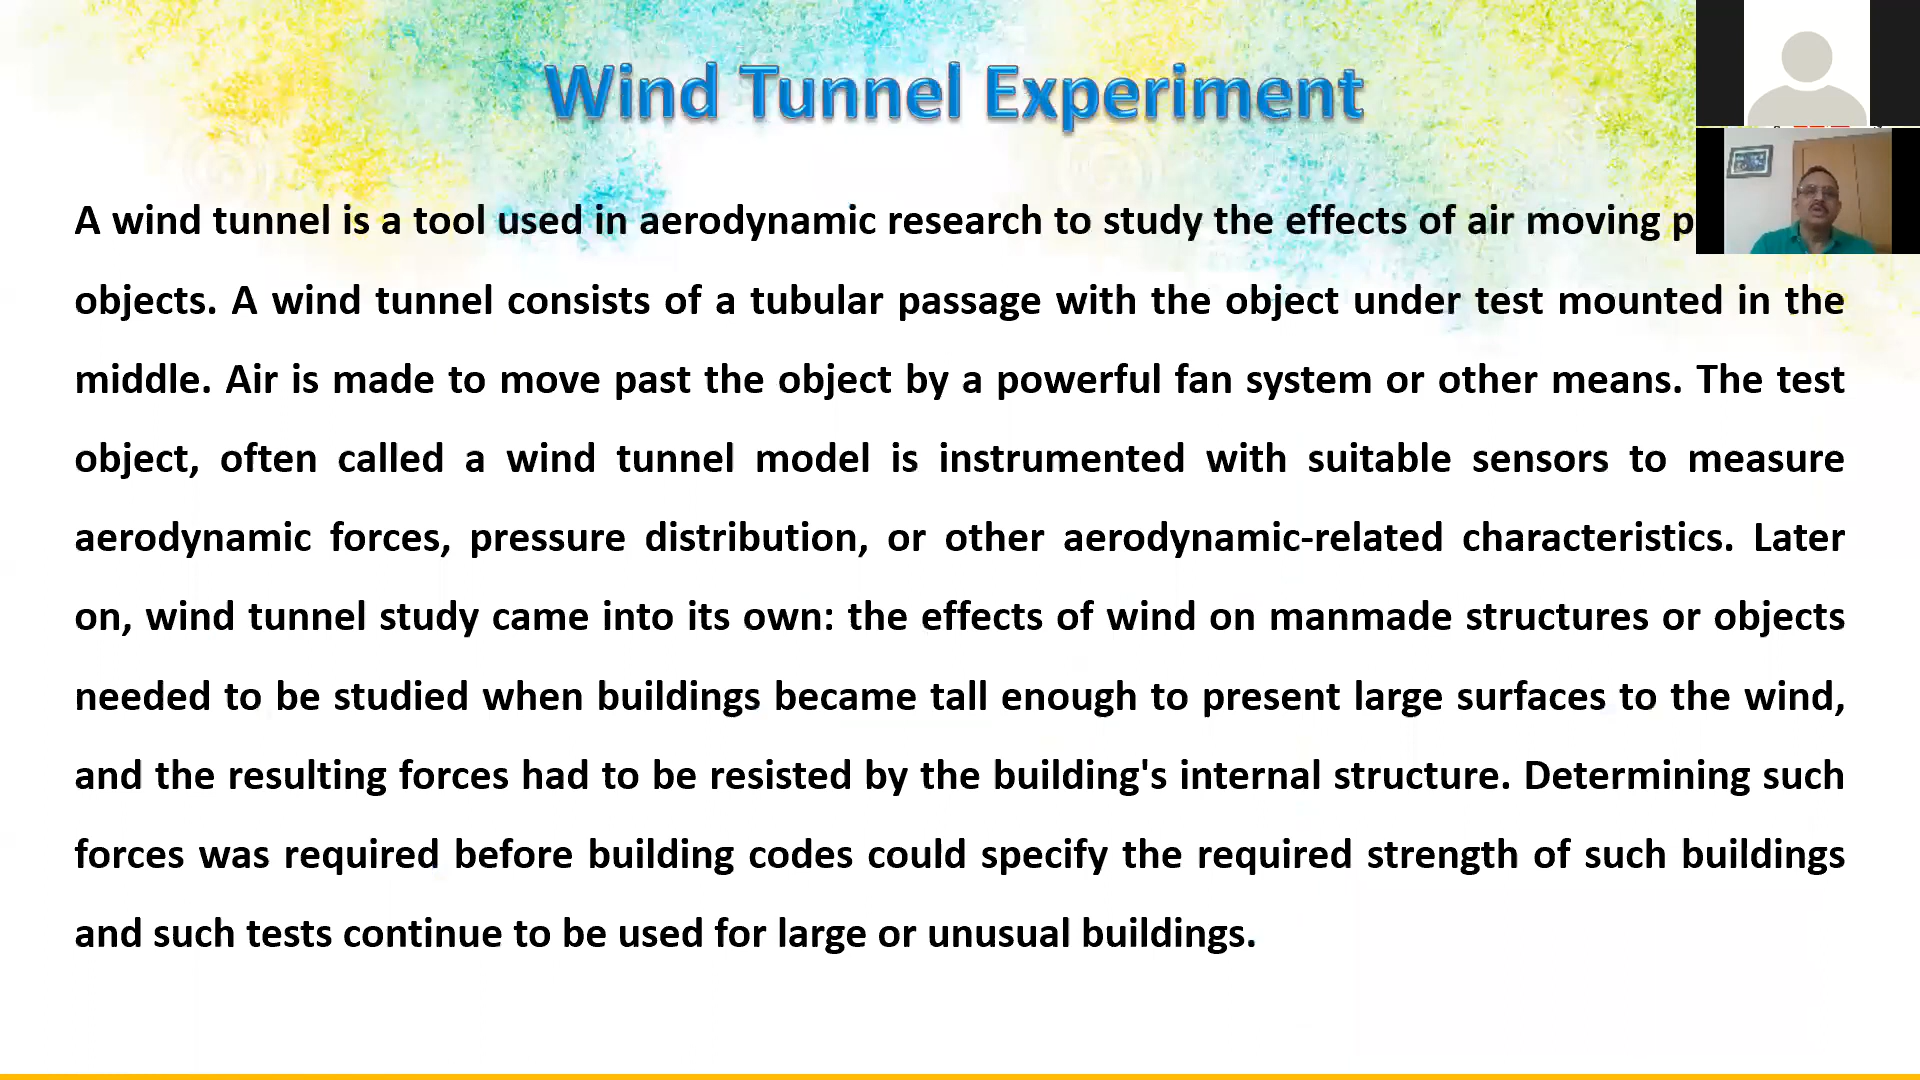 Wind Tunnel Experiment
A wind tunnel is a tool used in aerodynamic research to study the effects of air moving
objects. A wind tunnel consists of a tubular passage with the object under test mounted in the
middle. Air is made to move past the object by a powerful fan system or other means. The test
object, often called a wind tunnel model is instrumented with suitable sensors to measure
aerodynamic forces, pressure distribution, or other aerodynamic-related characteristics. Later
on, wind tunnel study came into its own: the effects of wind on manmade structures or objects
needed to be studied when buildings became tall enough to present large surfaces to the wind,
and the resulting forces had to be resisted by the building's internal structure. Determining such
forces was required before building codes could specify the required strength of such buildings
and such tests continue to be used for large or unusual buildings.